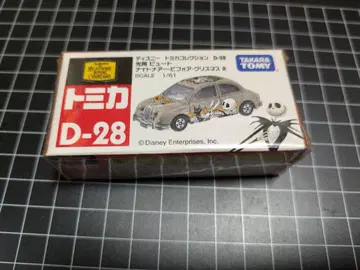 ディズニー トミカコレクション D-28
光岡 ビュート
ナイトメアー・ビフォア・クリスマス Ⅱ
SCALE 1/61
TAKARA
TOMY
トミカ
D-28
©Disney Enterprises, Inc.